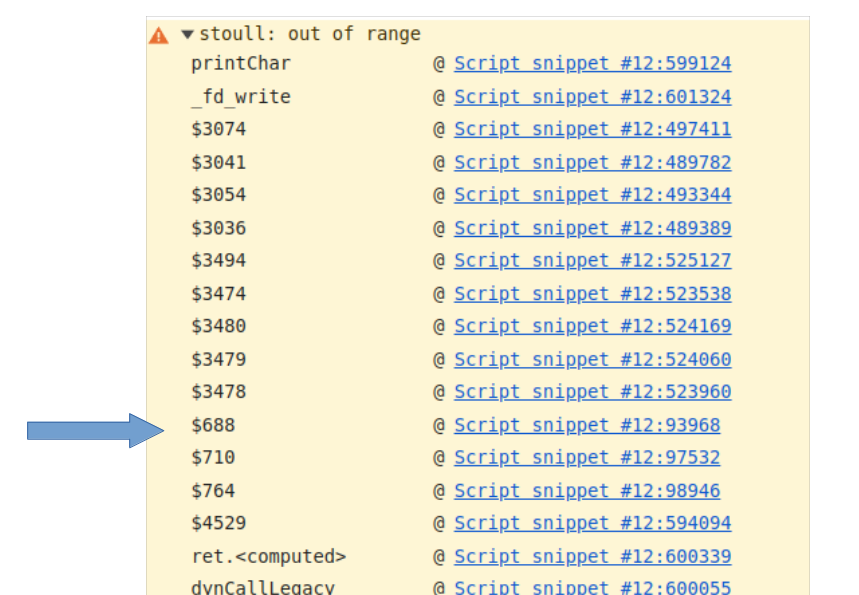 stoull: out of range
printChar @ Script snippet #12:599124
_fd_write @ Script snippet #12:601324
$3074 @ Script snippet #12:497411
$3041 @ Script snippet #12:489782
$3054 @ Script snippet #12:493344
$3036 @ Script snippet #12:489389
$3494 @ Script snippet #12:525127
$3474 @ Script snippet #12:523538
$3480 @ Script snippet #12:524169
$3479 @ Script snippet #12:524060
$3478 @ Script snippet #12:523960
$688 @ Script snippet #12:93968
$710 @ Script snippet #12:97532
$764 @ Script snippet #12:98946
$4529 @ Script snippet #12:594094
ret.<computed> @ Script snippet #12:600339
dynCallLegacy @ Script snippet #12:600055